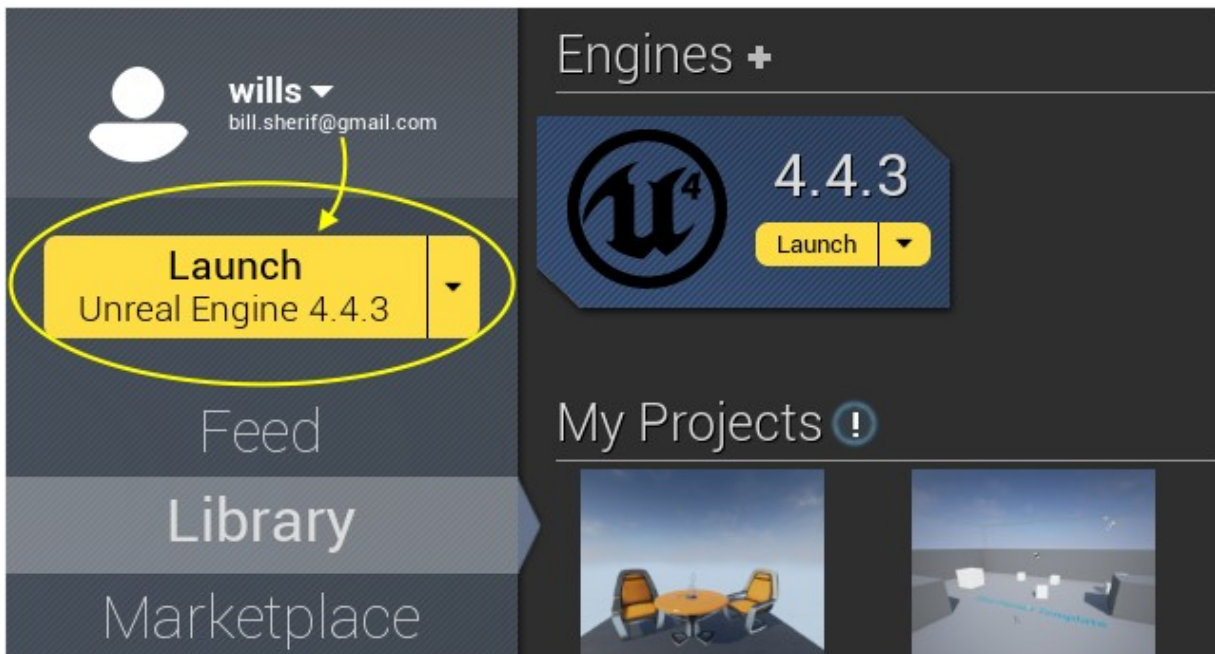 wills
bill.sherif@gmail.com
Launch
Unreal Engine 4.4.3
Feed
Library
Marketplace
Engines +
4
4.4.3
Launch
My Projects !